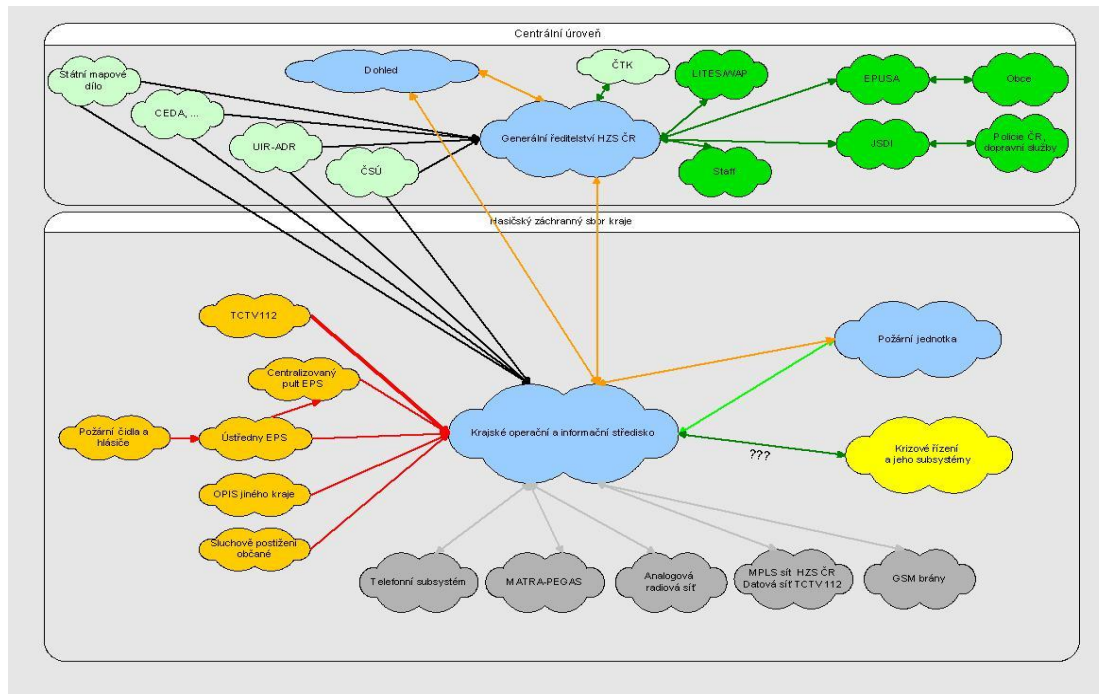 Centrální úroveň
Státní mapové
dílo
CEDA, ...
UIR-ADR
ČSÚ
Dohled
ČTK
Generální ředitelství HZS ČR
LITES/WAP
Staff
EPUSA
Obce
JSDI
Policie ČR,
dopravní služby
Hasičský záchranný sbor kraje
TCTV112
Centralizovaný
pult EPS
Požární čidla a
hlásiče
Ústředny EPS
OPIS jiného kraje
Sluchově postižení
občané
Krajské operační a informační středisko
Požární jednotka
???
Krizové řízení
a jeho subsystémy
Telefonní subsystém
MATRA-PEGAS
Analogová
radiová síť
MPLS síť HZS ČR
Datová síť TCTV112
GSM brány